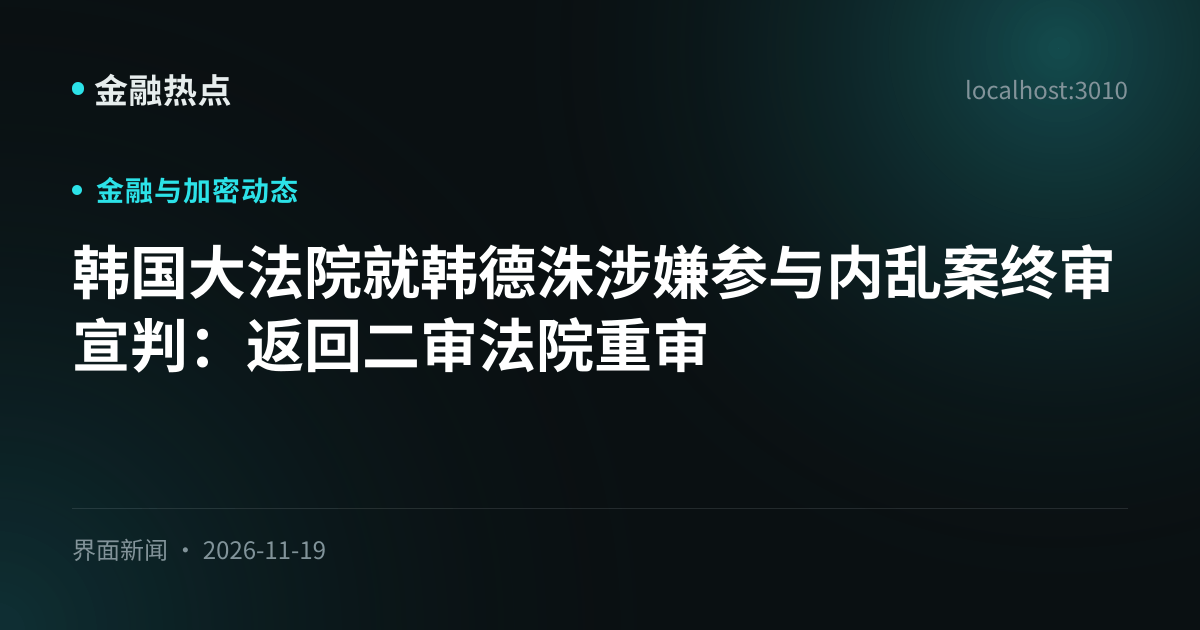 金融热点
localhost:3010
金融与加密动态
韩国大法院就韩德洙涉嫌参与内乱案终审
宣判：返回二审法院重审
界面新闻 · 2026-11-19